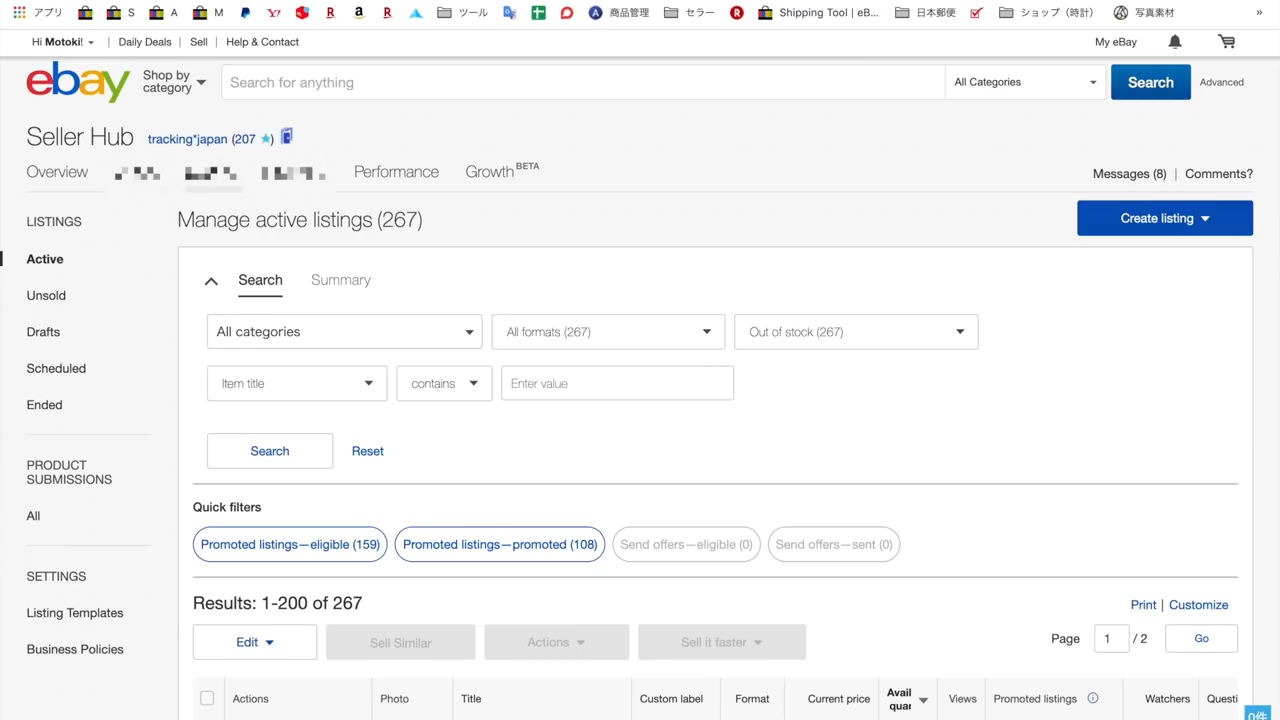 アプリ S A M Y! R a R ツール A 商品管理 セラー R Shipping Tool | eB... 日本郵便 ショップ（時計） 写真素材 »
Hi Motoki! Daily Deals | Sell | Help & Contact My eBay
ebay Shop by category Search for anything All Categories Search Advanced
Seller Hub tracking*japan (207 ★)
Overview Performance Growth BETA Messages (8) | Comments?
LISTINGS
Manage active listings (267) Create listing
Active
Search Summary
Unsold
All categories All formats (267) Out of stock (267)
Drafts
Scheduled
Item title contains Enter value
Ended
Search Reset
PRODUCT SUBMISSIONS
Quick filters
All
Promoted listings—eligible (159) Promoted listings—promoted (108) Send offers—eligible (0) Send offers—sent (0)
SETTINGS
Results: 1-200 of 267 Print | Customize
Listing Templates
Edit Sell Similar Actions Sell it faster Page 1 / 2 Go
Business Policies
Actions Photo Title Custom label Format Current price Avail quar Views Promoted listings Watchers Questi
0件